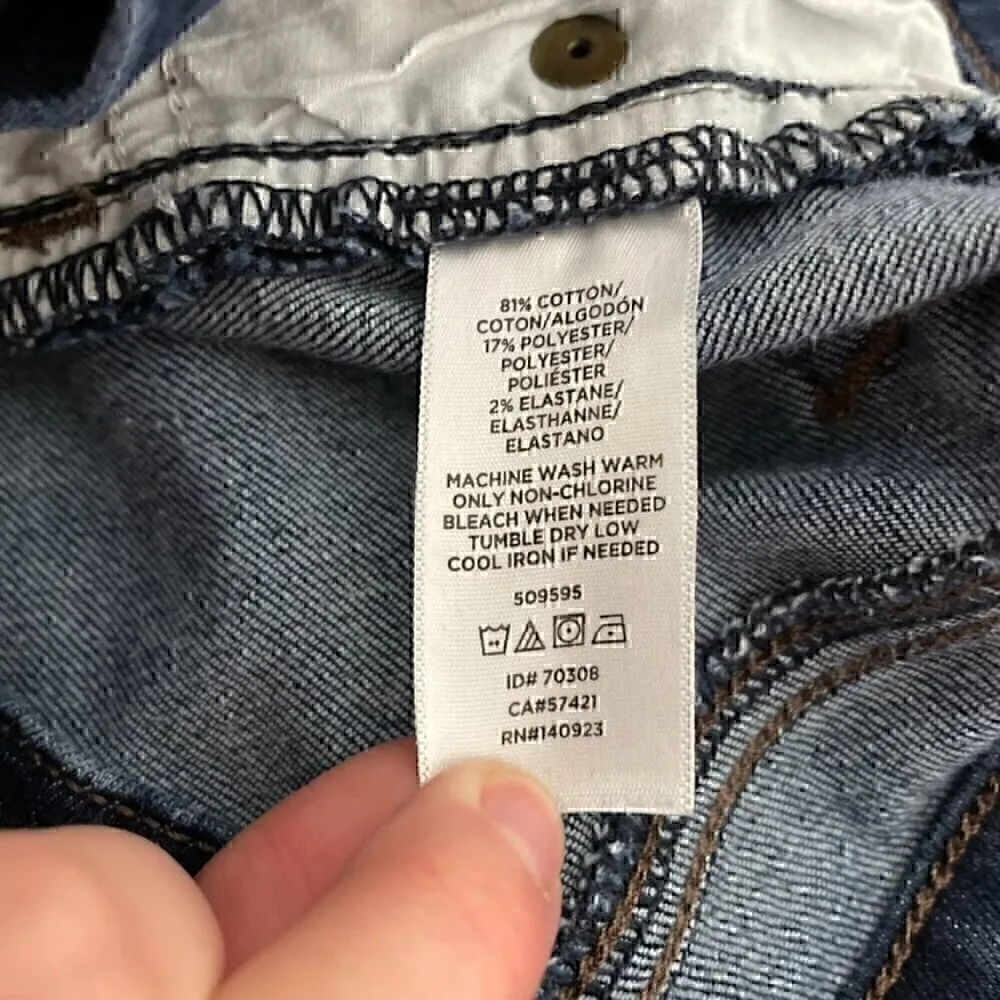 81% COTTON/
COTON/ALGODÓN
17% POLYESTER/
POLYESTER/
POLIÉSTER
2% ELASTANE/
ELASTHANNE/
ELASTANO
MACHINE WASH WARM
ONLY NON-CHLORINE
BLEACH WHEN NEEDED
TUMBLE DRY LOW
COOL IRON IF NEEDED
509595
ID# 70308
CA#57421
RN#140923